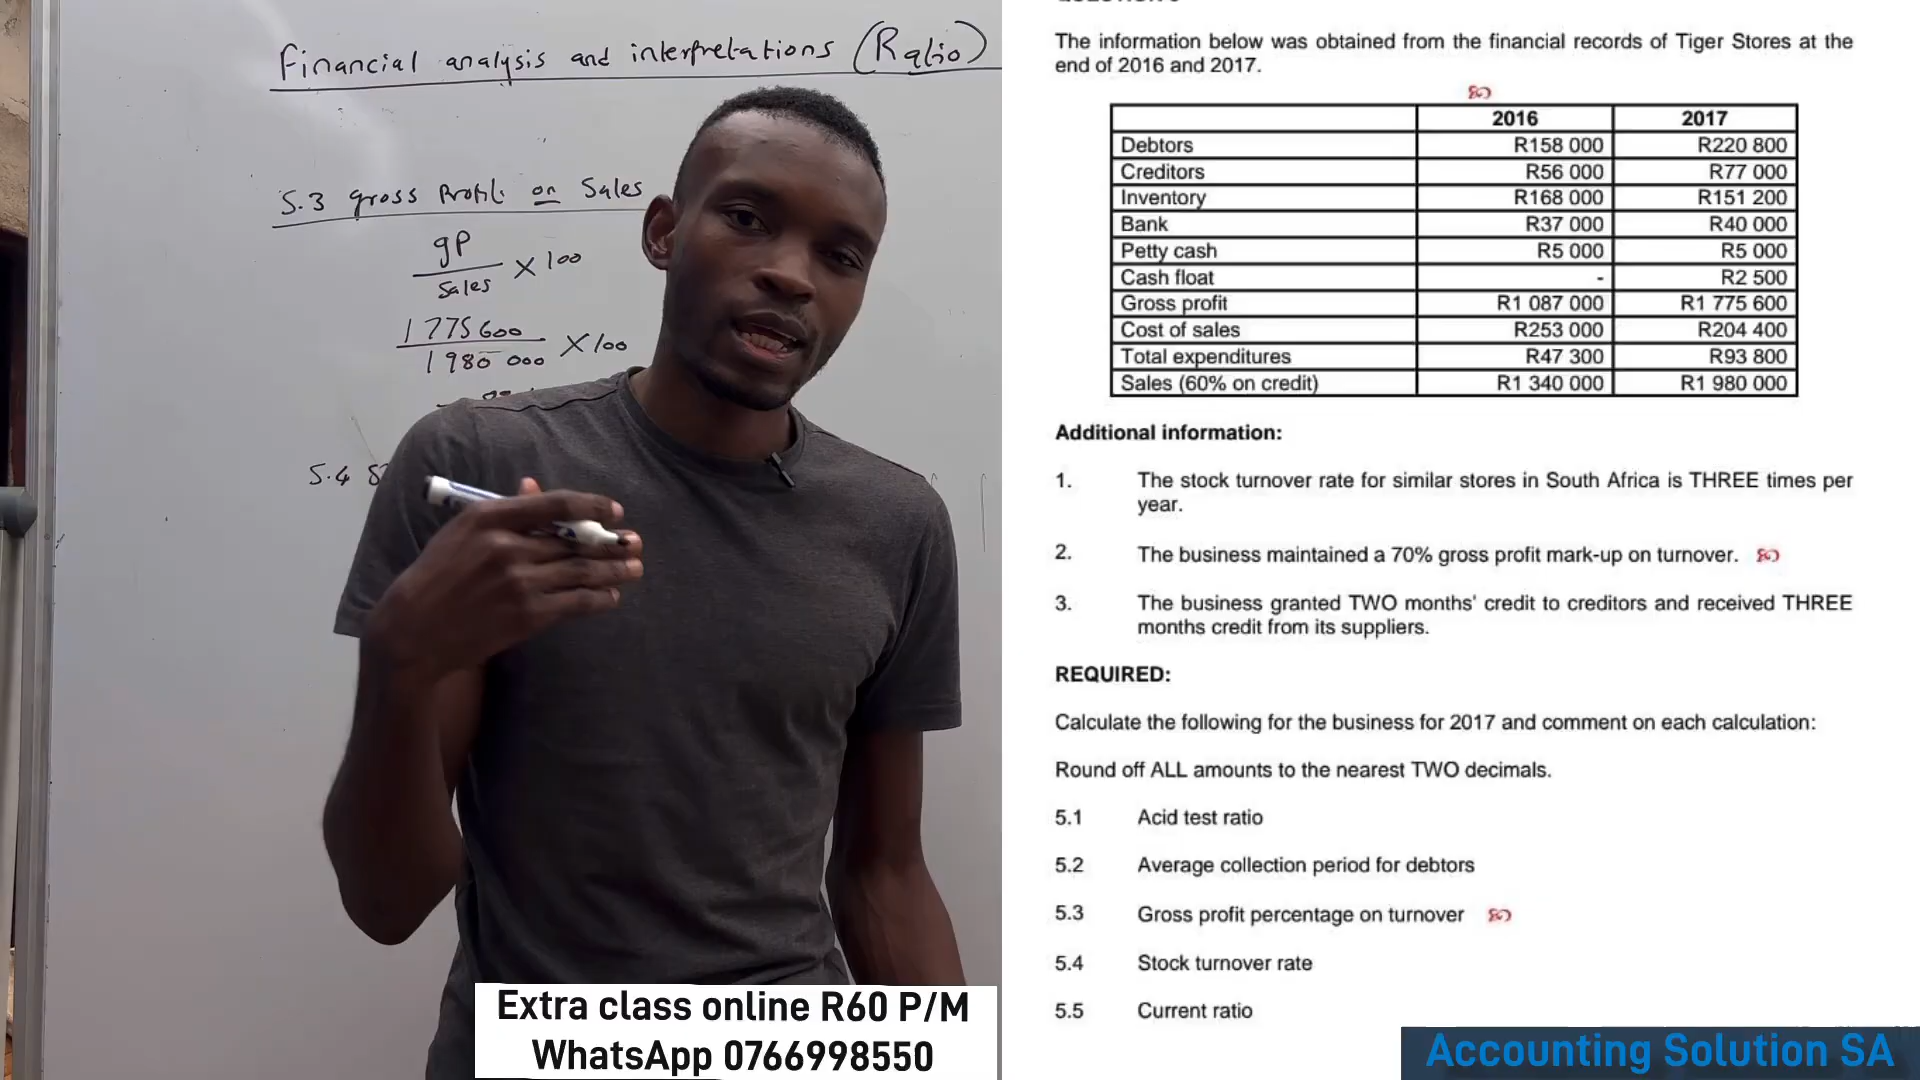 Financial analysis and interpretations (Ratio)
5.3 gross Profit on Sales
gP
Sales
X 100
1 775 600
1 980 000
X 100
5.4
Extra class online R60 P/M
WhatsApp 0766998550
The information below was obtained from the financial records of Tiger Stores at the
end of 2016 and 2017.
2016 2017
Debtors R158 000 R220 800
Creditors R56 000 R77 000
Inventory R168 000 R151 200
Bank R37 000 R40 000
Petty cash R5 000 R5 000
Cash float - R2 500
Gross profit R1 087 000 R1 775 600
Cost of sales R253 000 R204 400
Total expenditures R47 300 R93 800
Sales (60% on credit) R1 340 000 R1 980 000
Additional information:
1. The stock turnover rate for similar stores in South Africa is THREE times per
year.
2. The business maintained a 70% gross profit mark-up on turnover.
3. The business granted TWO months' credit to creditors and received THREE
months credit from its suppliers.
REQUIRED:
Calculate the following for the business for 2017 and comment on each calculation:
Round off ALL amounts to the nearest TWO decimals.
5.1 Acid test ratio
5.2 Average collection period for debtors
5.3 Gross profit percentage on turnover
5.4 Stock turnover rate
5.5 Current ratio
Accounting Solution SA